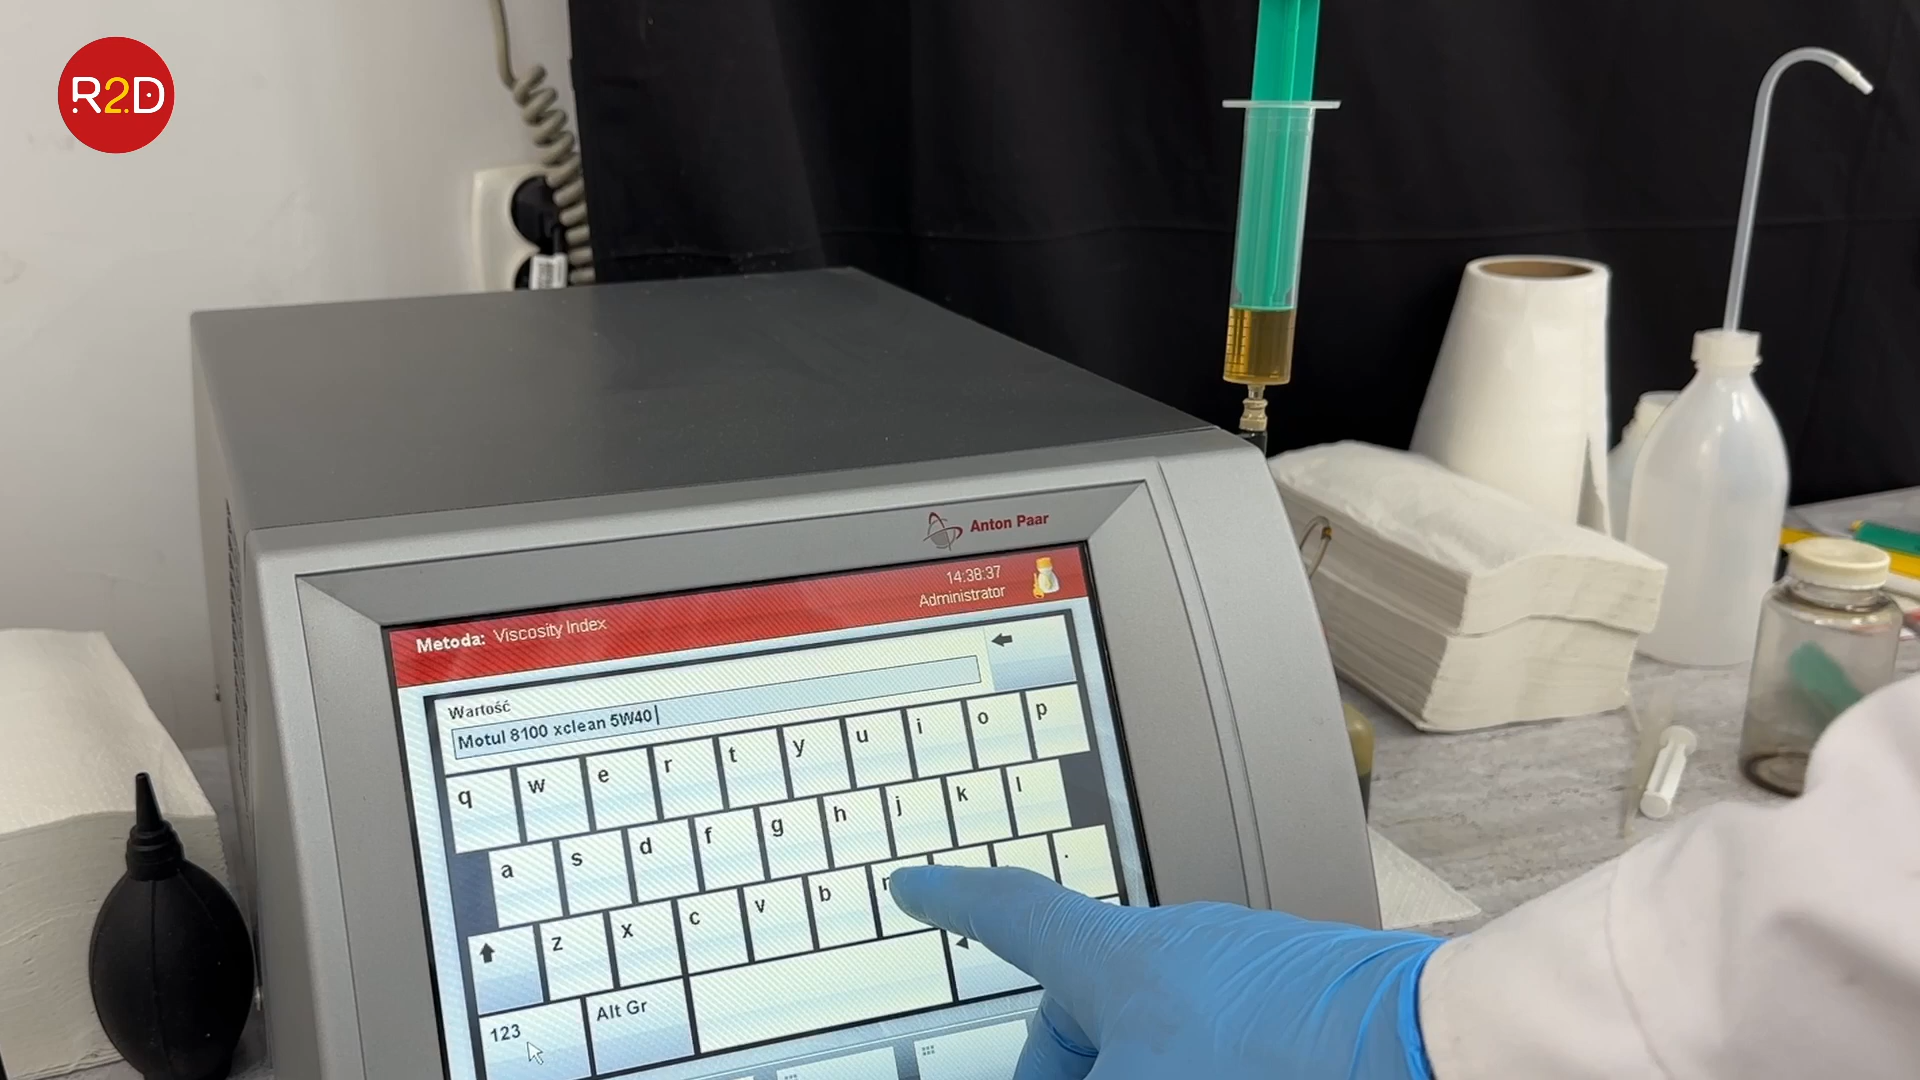 R2D
Anton Paar
14:38:37
Administrator
Metoda: Viscosity Index
Wartość
Motul 8100 xclean 5W40
q w e r t y u i o p
a s d f g h j k l
z x c v b .
123 Alt Gr